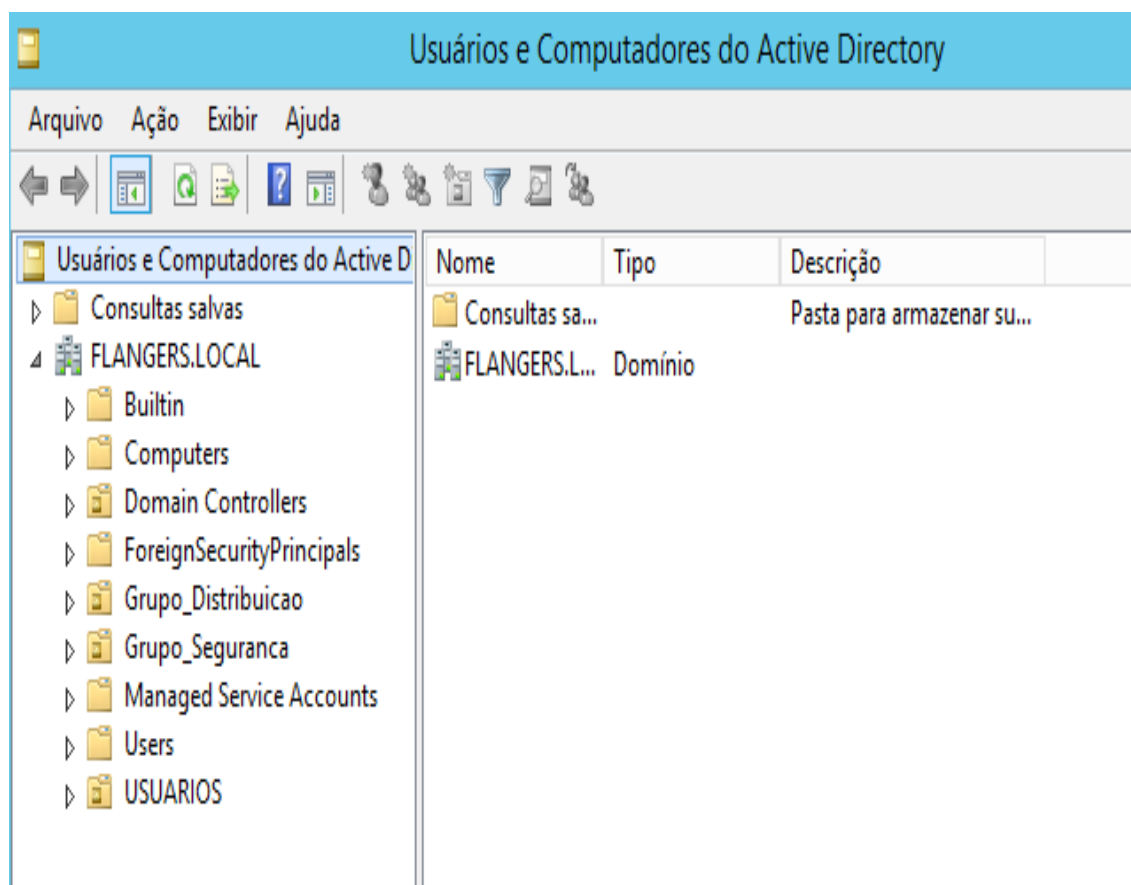 Usuários e Computadores do Active Directory
Arquivo Ação Exibir Ajuda
Usuários e Computadores do Active D
Consultas salvas
FLANGERS.LOCAL
Builtin
Computers
Domain Controllers
ForeignSecurityPrincipals
Grupo_Distribuicao
Grupo_Seguranca
Managed Service Accounts
Users
USUARIOS
Nome Tipo Descrição
Consultas sa... Pasta para armazenar su...
FLANGERS.L... Domínio